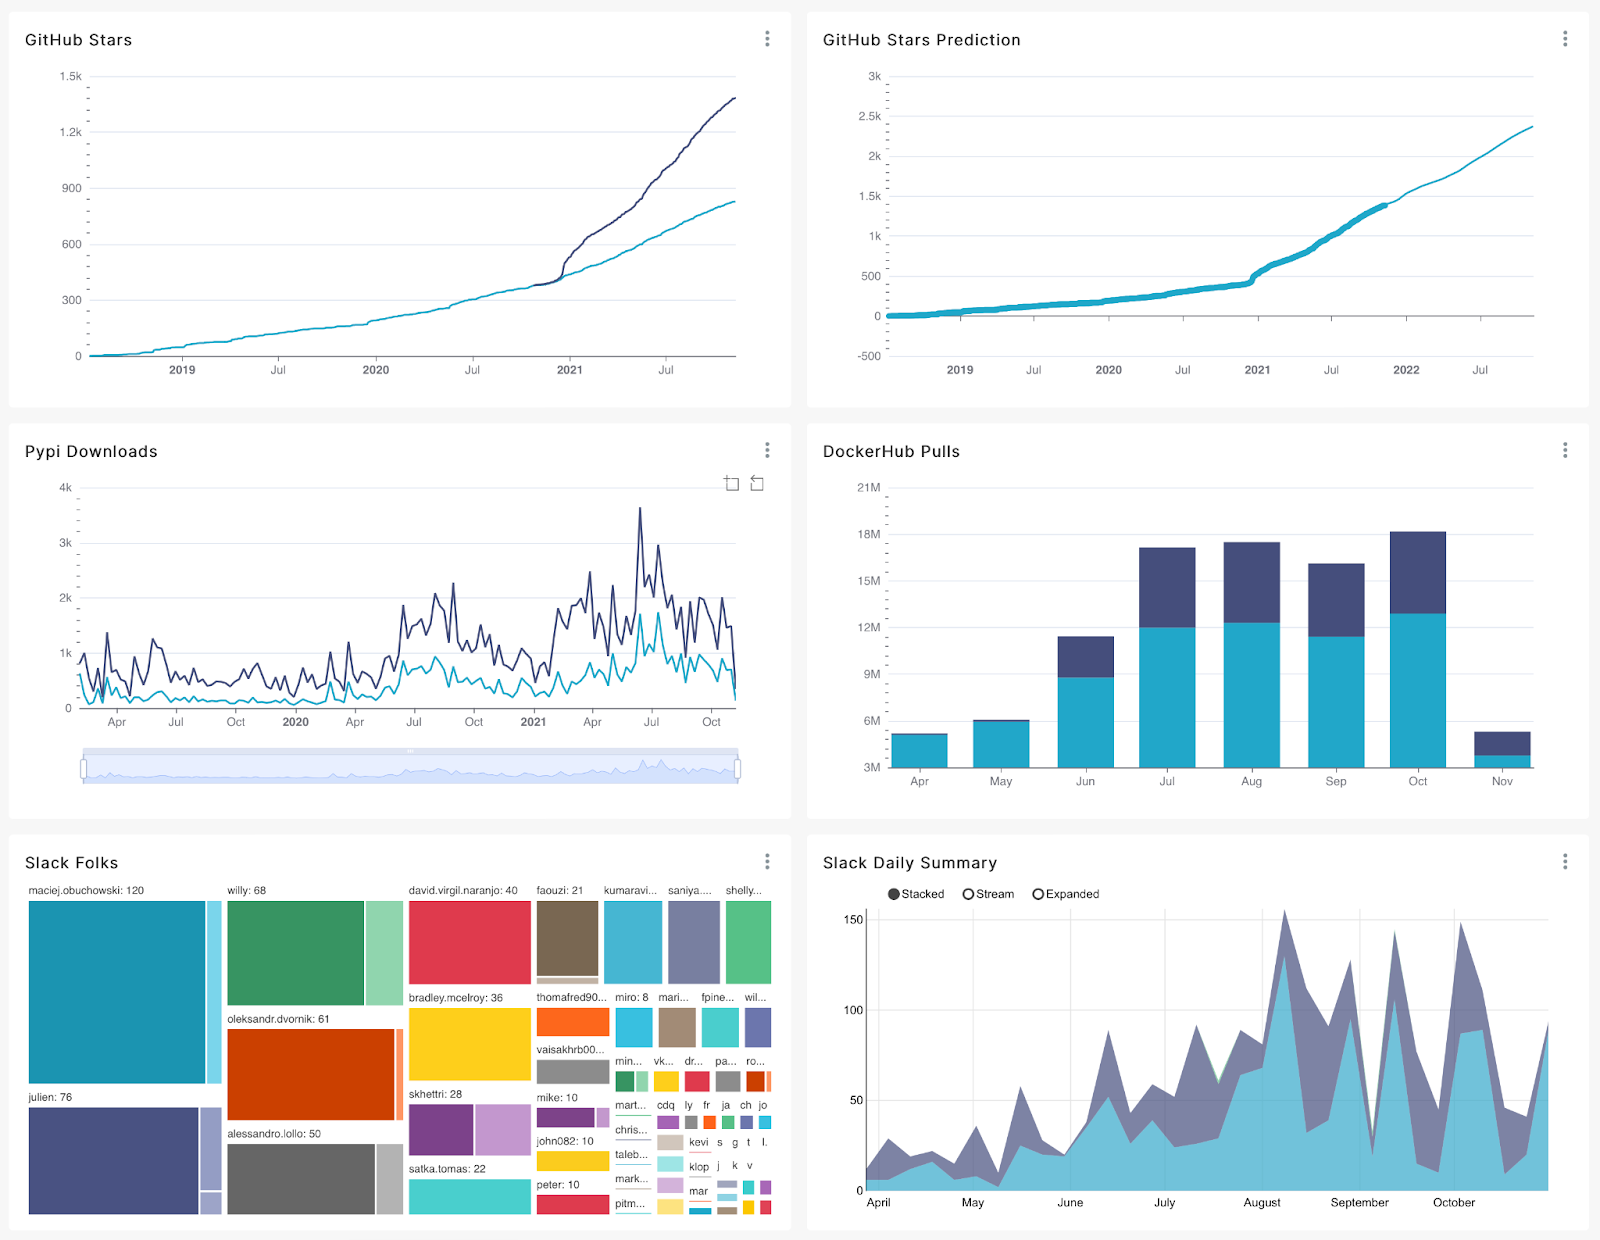 GitHub Stars
1.5k
1.2k
900
600
300
0
2019 Jul 2020 Jul 2021 Jul
GitHub Stars Prediction
3k
2.5k
2k
1.5k
1k
500
0
-500
2019 Jul 2020 Jul 2021 Jul 2022 Jul
Pypi Downloads
4k
3k
2k
1k
0
Apr Jul Oct 2020 Apr Jul Oct 2021 Apr Jul Oct
DockerHub Pulls
21M
18M
15M
12M
9M
6M
3M
Apr May Jun Jul Aug Sep Oct Nov
Slack Folks
maciej.obuchowski: 120
julien: 76
willy: 68
oleksandr.dvornik: 61
alessandro.lollo: 50
david.virgil.naranjo: 40
bradley.mcelroy: 36
skhettri: 28
satka.tomas: 22
faouzi: 21
kumaravi...
saniya....
shelly...
thomafred90...
vaisakhrb00...
mike: 10
john082: 10
peter: 10
miro: 8
mari...
fpine...
wil...
min...
vk...
dr...
pa...
ro...
mart...
chris...
taleb...
mark...
pitm...
cdq
ly
fr
ja
ch
jo
kevi
s
g
t
l.
klop
j
k
v
mar
Slack Daily Summary
Stacked Stream Expanded
150
100
50
0
April May June July August September October